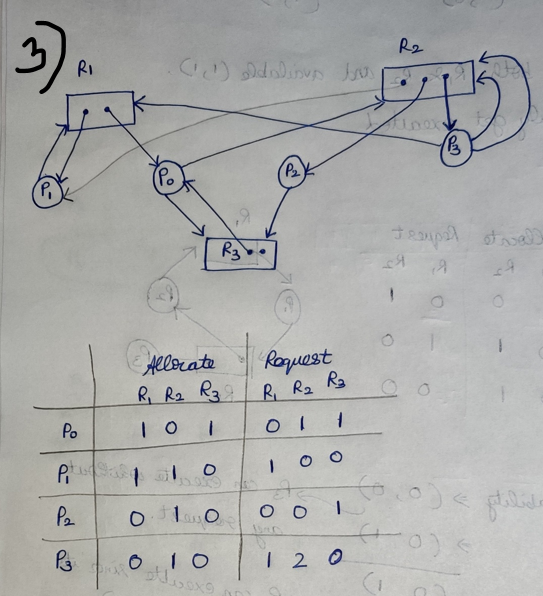 3)
R1
R2
P1
P0
P2
P3
R3
Allocate Request
R1 R2 R3 R1 R2 R3
P0 1 0 1 0 1 1
P1 1 1 0 1 0 0
P2 0 1 0 0 0 1
P3 0 1 0 1 2 0